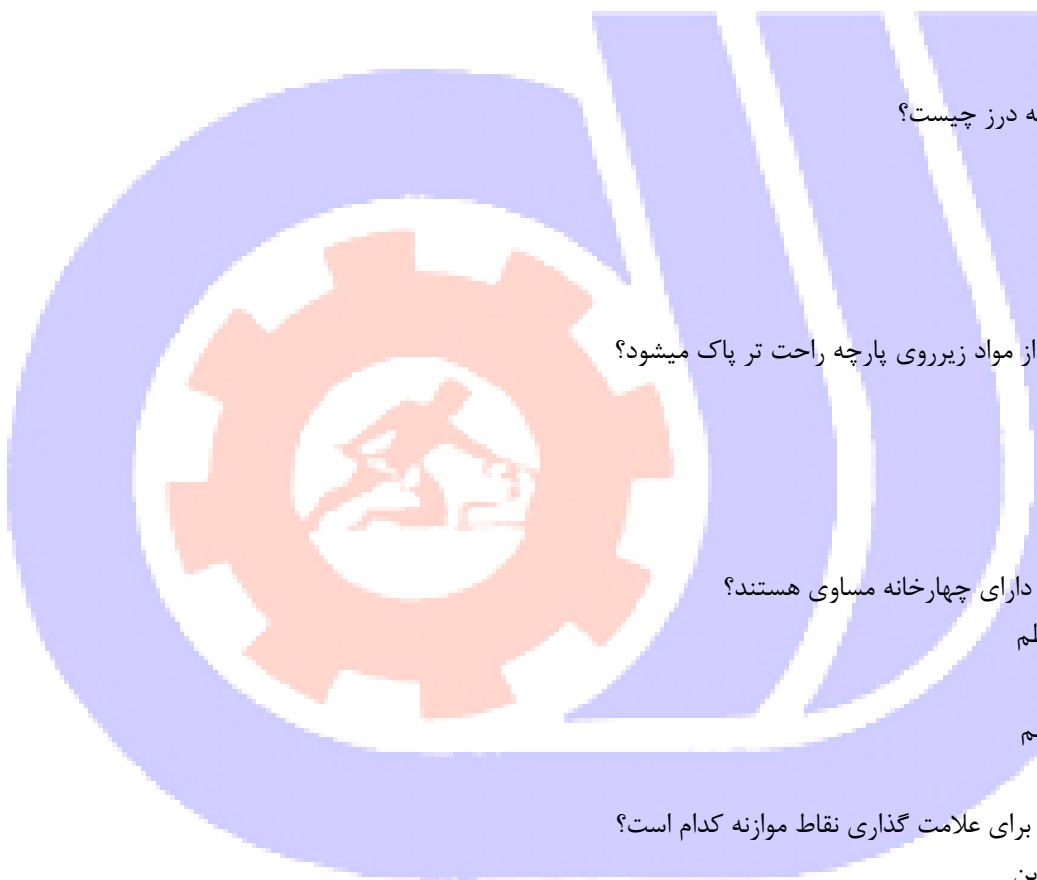 درز چیست؟
از مواد زیرروی پارچه راحت تر پاک میشود؟
دارای چهارخانه مساوی هستند؟
برای علامت گذاری نقاط موازنه کدام است؟